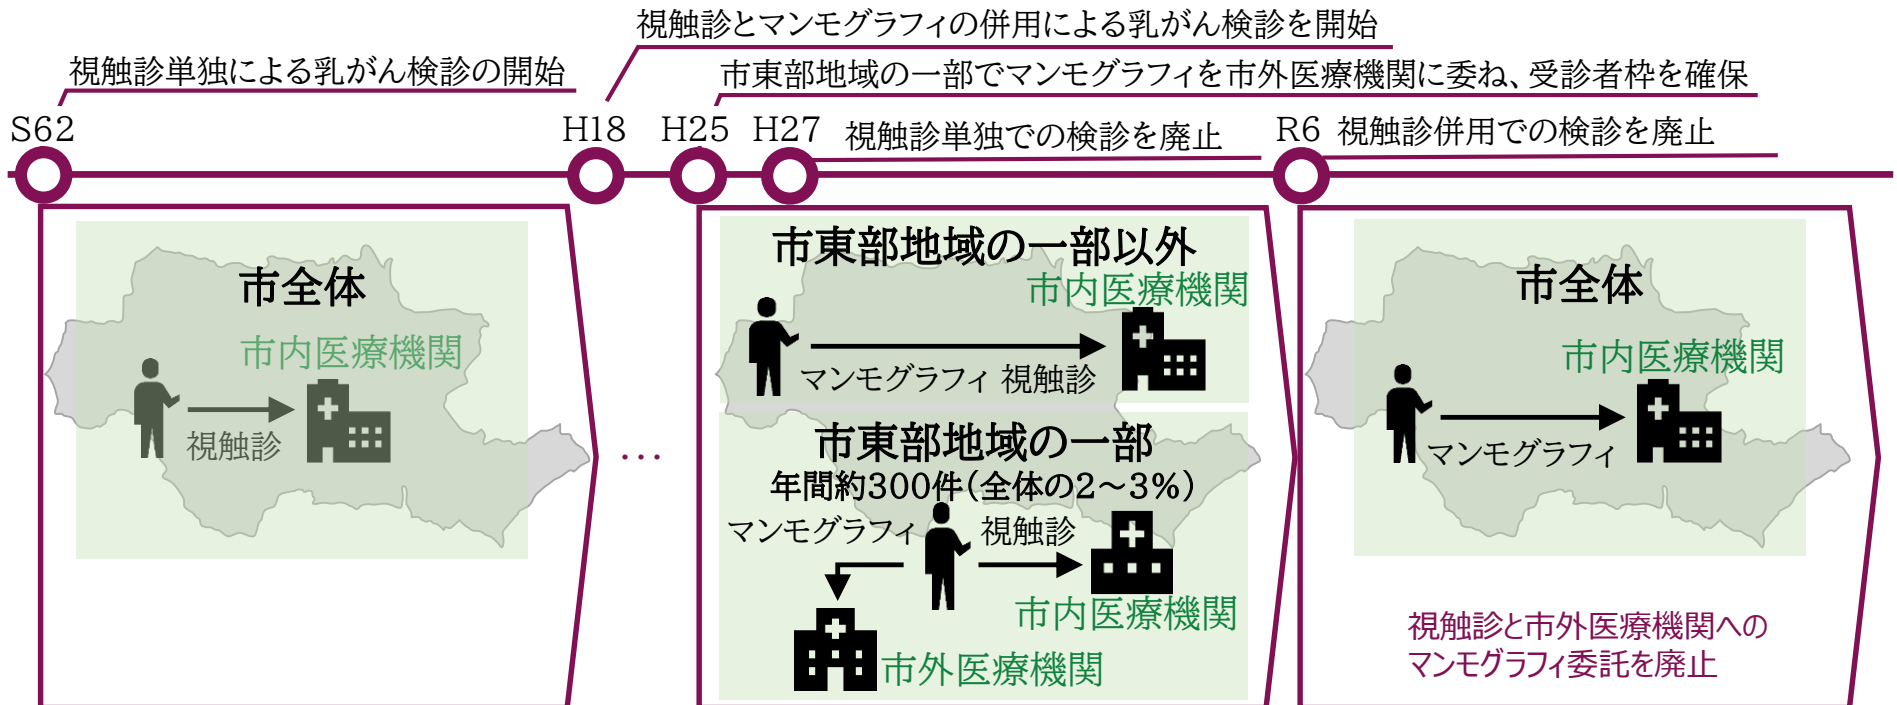 視触診とマンモグラフィの併用による乳がん検診を開始
視触診単独による乳がん検診の開始
市東部地域の一部でマンモグラフィを市外医療機関に委ね、受診者枠を確保
S62
H18
H25
H27
視触診単独での検診を廃止
R6
視触診併用での検診を廃止
市全体
市内医療機関
視触診
…
市東部地域の一部以外
市内医療機関
マンモグラフィ 視触診
市東部地域の一部
年間約300件(全体の2～3%)
マンモグラフィ
視触診
市内医療機関
市外医療機関
市全体
市内医療機関
マンモグラフィ
視触診と市外医療機関への
マンモグラフィ委託を廃止